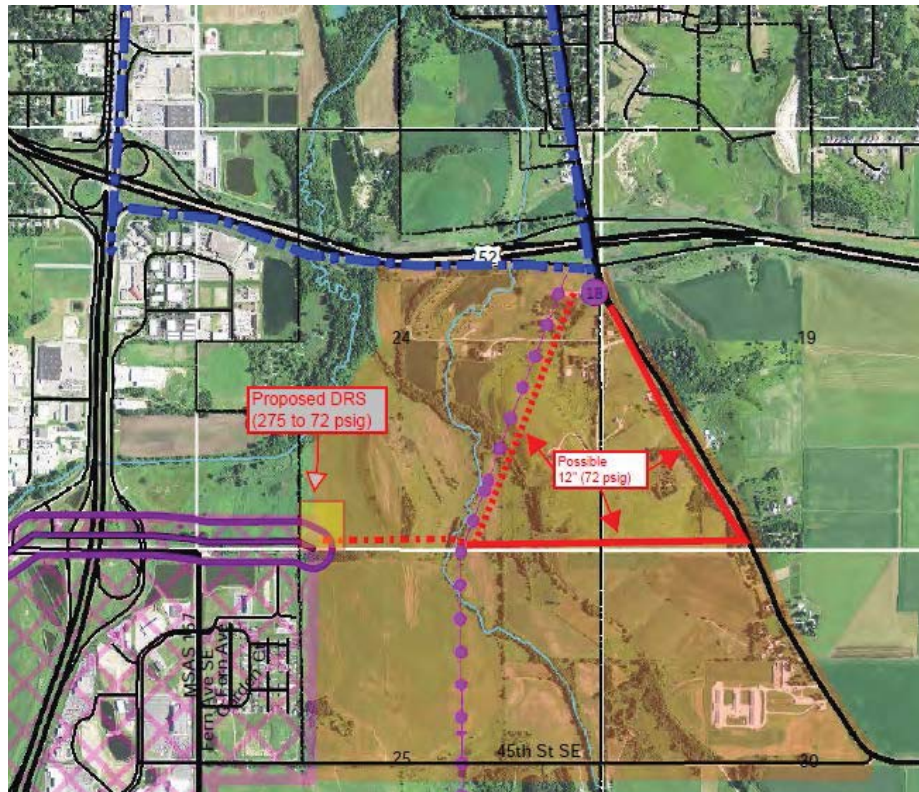 52
18
24
19
Proposed DRS
(275 to 72 psig)
Possible
12" (72 psig)
MSAS 157
Fern Ave SE
25
45th St SE
30